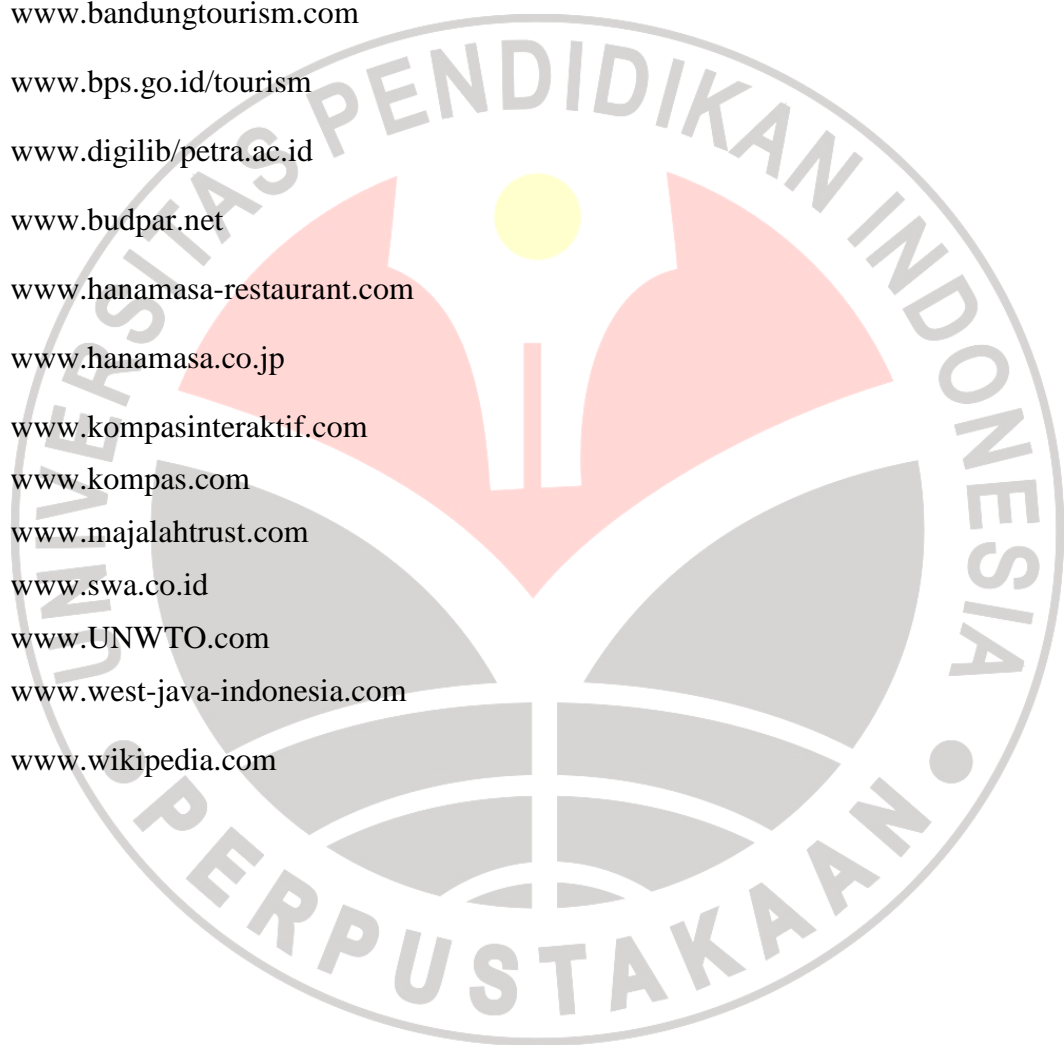 www.bandungtourism.com
www.bps.go.id/tourism
www.digilib/petra.ac.id
www.budpar.net
www.hanamasa-restaurant.com
www.hanamasa.co.jp
www.kompasinteraktif.com
www.kompas.com
www.majalahtrust.com
www.swa.co.id
www.UNWTO.com
www.west-java-indonesia.com
www.wikipedia.com
UNIVERSITAS PENDIDIKAN INDONESIA
PERPUSTAKAAN